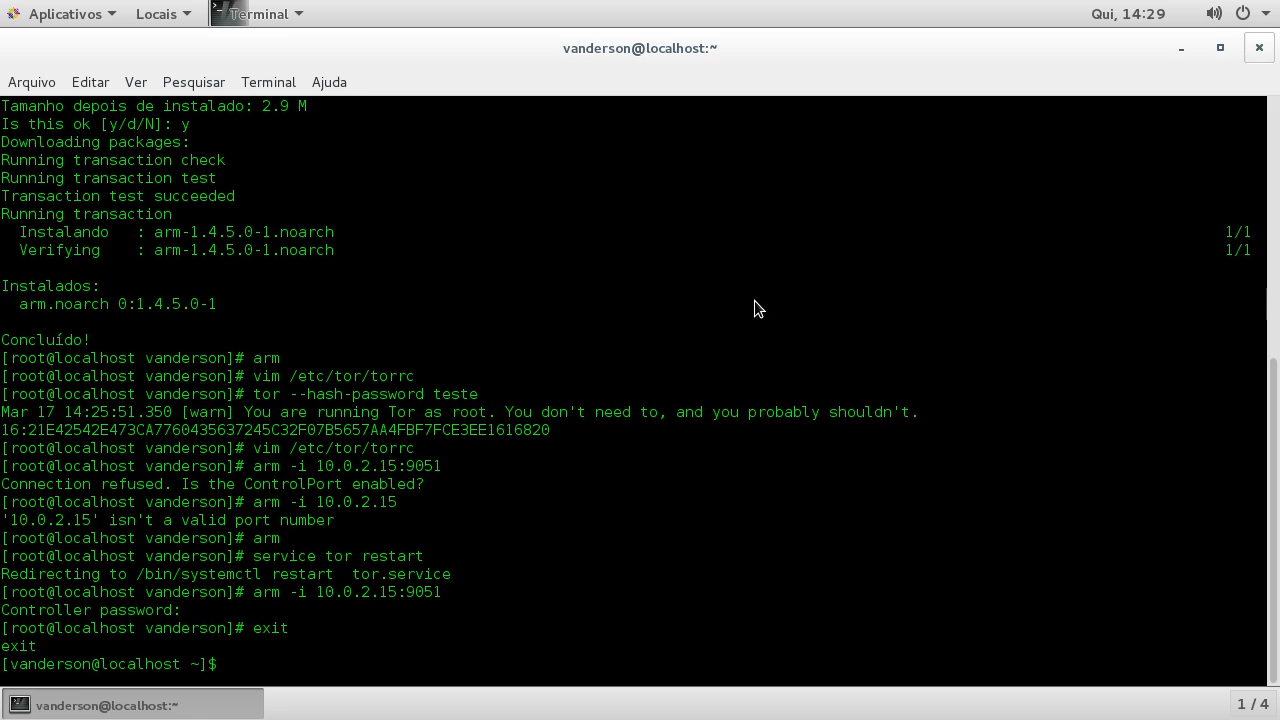 Aplicativos Locais Terminal Qui, 14:29
vanderson@localhost:~
Arquivo Editar Ver Pesquisar Terminal Ajuda
Tamanho depois de instalado: 2.9 M
Is this ok [y/d/N]: y
Downloading packages:
Running transaction check
Running transaction test
Transaction test succeeded
Running transaction
  Instalando   : arm-1.4.5.0-1.noarch 1/1
  Verifying    : arm-1.4.5.0-1.noarch 1/1
Instalados:
  arm.noarch 0:1.4.5.0-1
Concluído!
[root@localhost vanderson]# arm
[root@localhost vanderson]# vim /etc/tor/torrc
[root@localhost vanderson]# tor --hash-password teste
Mar 17 14:25:51.350 [warn] You are running Tor as root. You don't need to, and you probably shouldn't.
16:21E42542E473CA7760435637245C32F07B5657AA4FBF7FCE3EE1616820
[root@localhost vanderson]# vim /etc/tor/torrc
[root@localhost vanderson]# arm -i 10.0.2.15:9051
Connection refused. Is the ControlPort enabled?
[root@localhost vanderson]# arm -i 10.0.2.15
'10.0.2.15' isn't a valid port number
[root@localhost vanderson]# arm
[root@localhost vanderson]# service tor restart
Redirecting to /bin/systemctl restart  tor.service
[root@localhost vanderson]# arm -i 10.0.2.15:9051
Controller password:
[root@localhost vanderson]# exit
exit
[vanderson@localhost ~]$
vanderson@localhost:~ 1 / 4